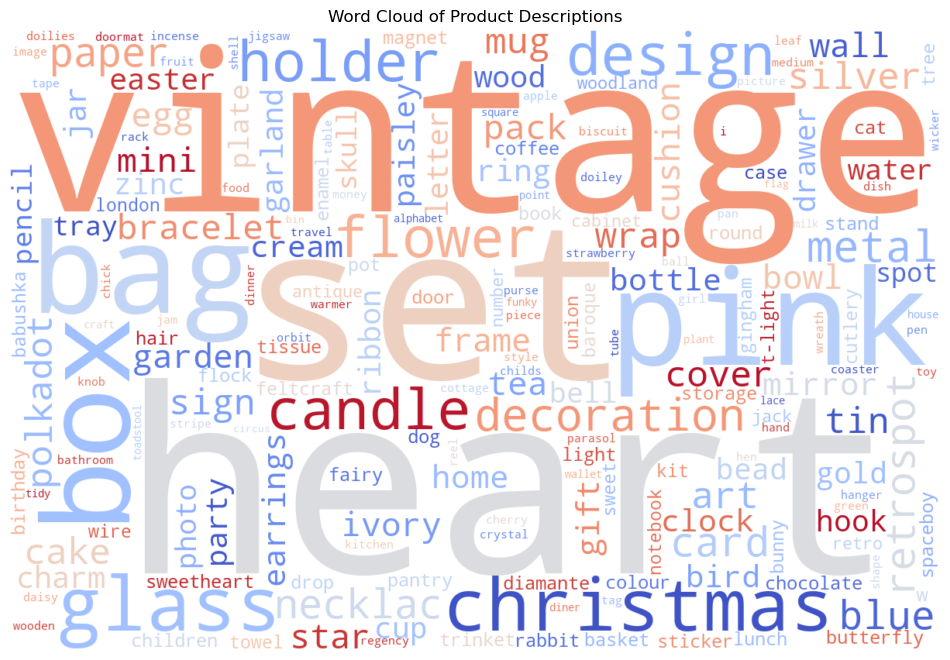 Word Cloud of Product Descriptions
doilies doormat incense jigsaw magnet mug design leaf wall
image paper fruit shell holder wood woodland medium silver tree
tape easter picture
vintage
jar egg plate garland skull paisley letter pack square apple biscuit cushion i cat drawer wicker
rack mini zinc food enamel table money ring coffee doiley case water dish
pencil london bin alphabet point book cabinet flag pan milk
tray bracelet travel cream flower wrap strawberry round stand metal
bag set pink
chick dinner pot door number purse bottle ball bowl spot
babushka jam antique warmer funky piece union baroque girl gingham t-light cutlery house
craft hair tissue orbit ribbon frame style tube plant wreath pen
box polkadot garden flock feltcraft childs cottage tea bell cover storage mirror coaster toy
knob sign candle decoration lace jack retrospot
toadstool stripe circus dog reel parasol hand
heart
bathroom earrings fairy home light kit hen bead gold
birthday tidy photo party cherry sweet wallet notebook art hanger green
wire ivory crystal gift clock hook spaceboy
cake kitchen card bunny retro shape
charm sweetheart drop pantry diamante colour bird chocolate w
daisy glass necklac christmas tag blue
wooden children towel star regency cup trinket diner rabbit basket sticker lunch butterfly